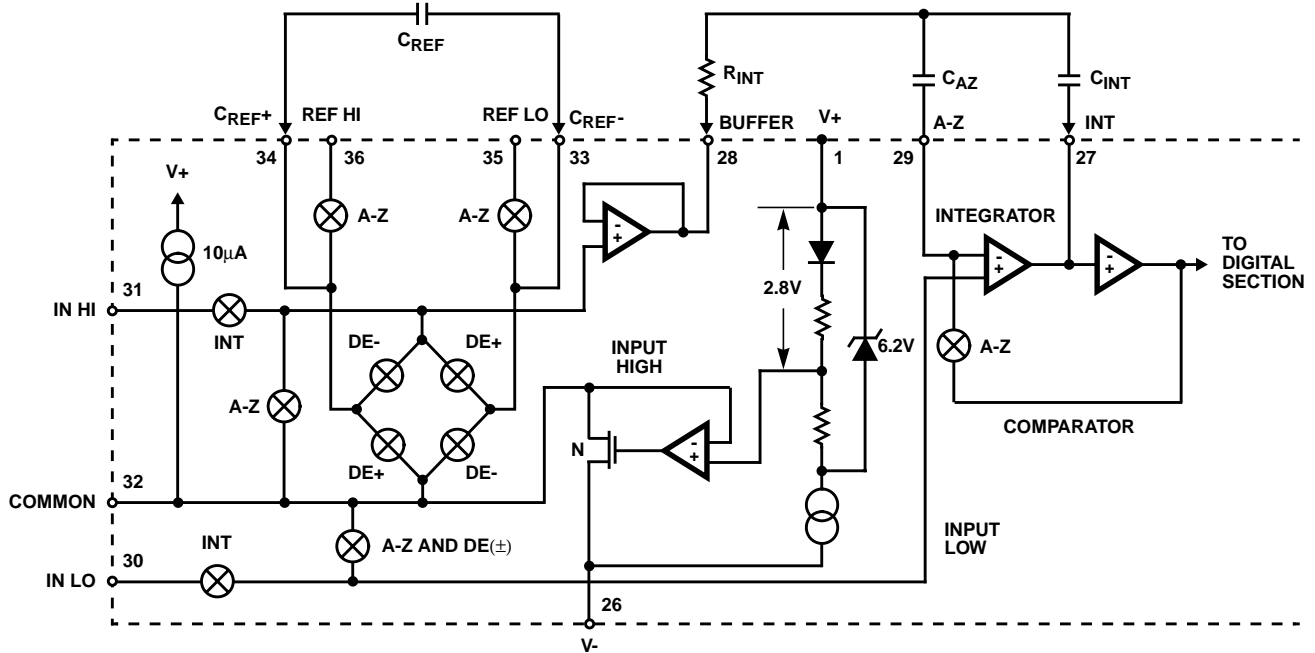 C_REF
R_INT
C_AZ
C_INT
C_REF+
REF HI
REF LO
C_REF-
BUFFER
V+
A-Z
INT
34
36
35
33
28
1
29
27
V+
10μA
A-Z
A-Z
-
+
2.8V
6.2V
INTEGRATOR
-
+
-
TO
DIGITAL
SECTION
31
IN HI
INT
DE-
DE+
INPUT
HIGH
A-Z
A-Z
COMPARATOR
DE+
DE-
N
-
+
32
COMMON
INT
A-Z AND DE(±)
INPUT
LOW
30
IN LO
26
V-